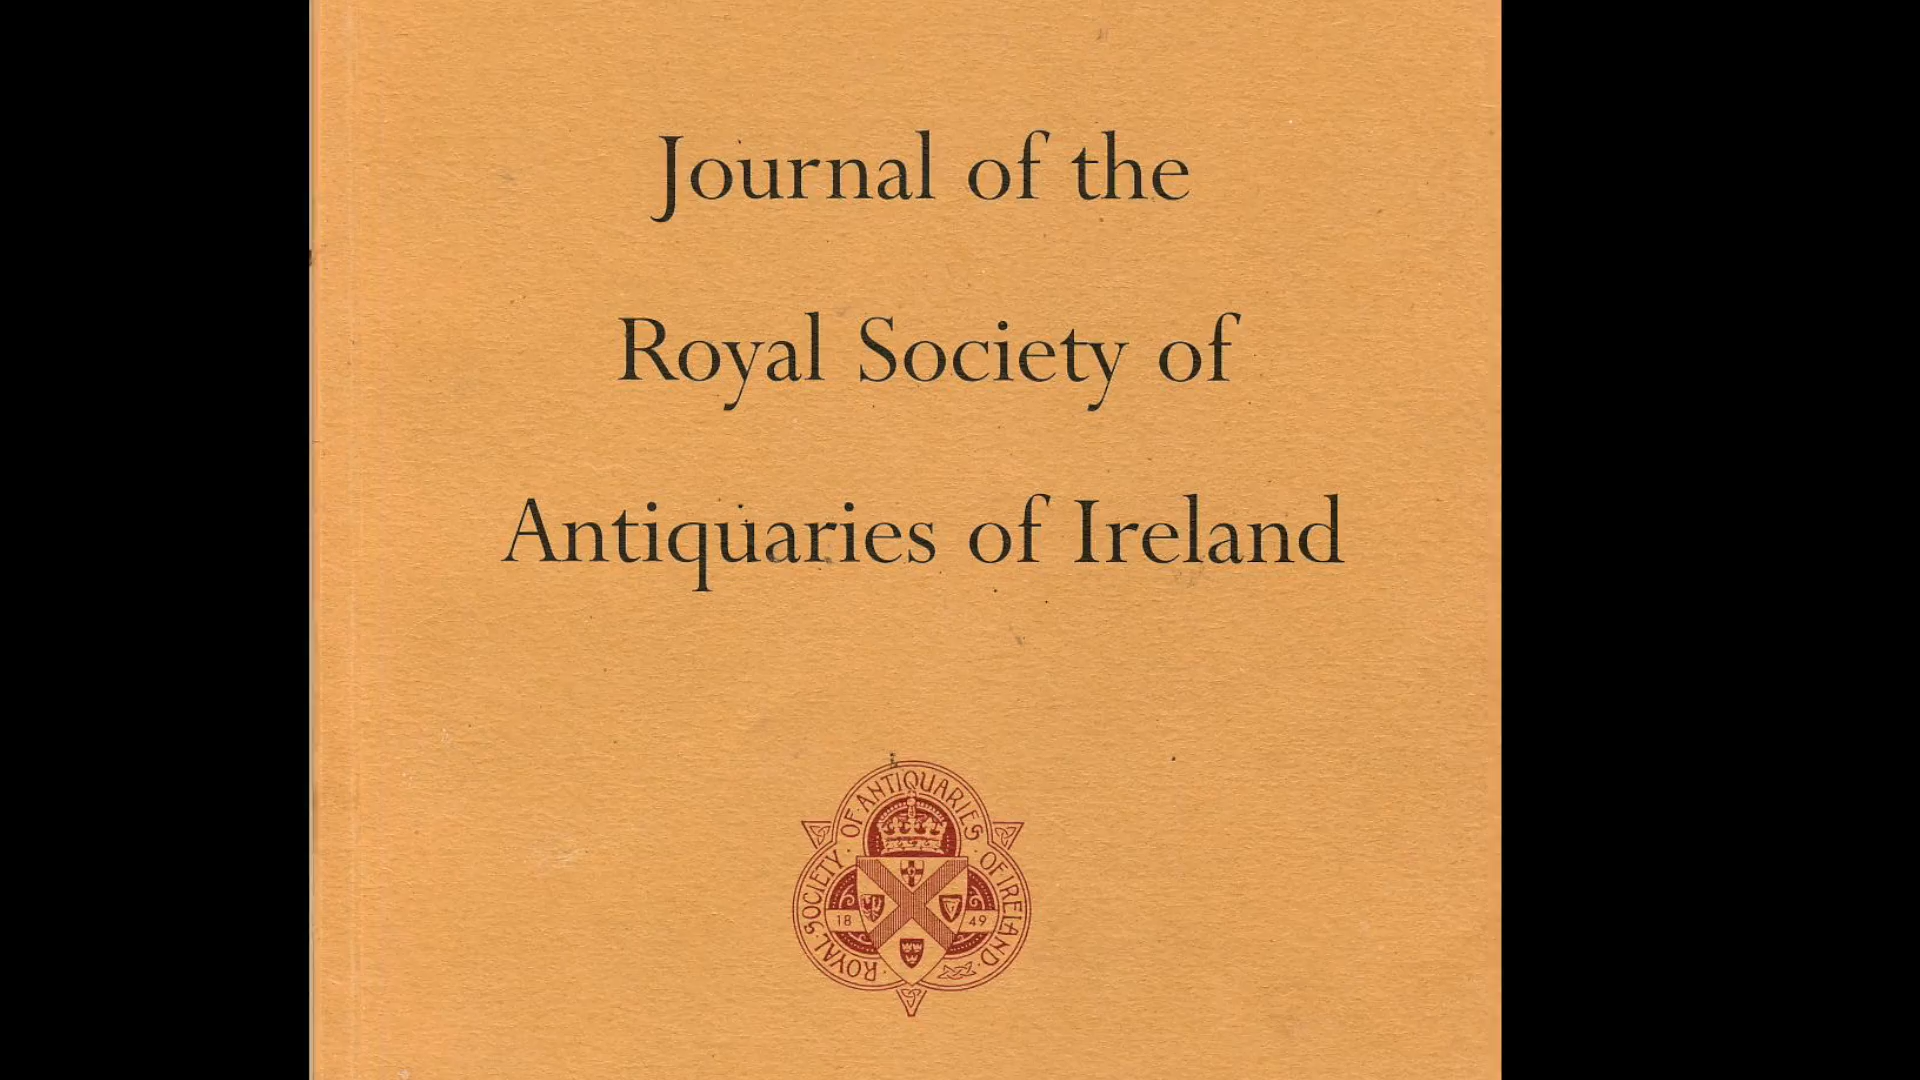 Journal of the
Royal Society of
Antiquaries of Ireland
ROYAL · SOCIETY · OF · ANTIQUARIES · OF IRELAND ·
18 49